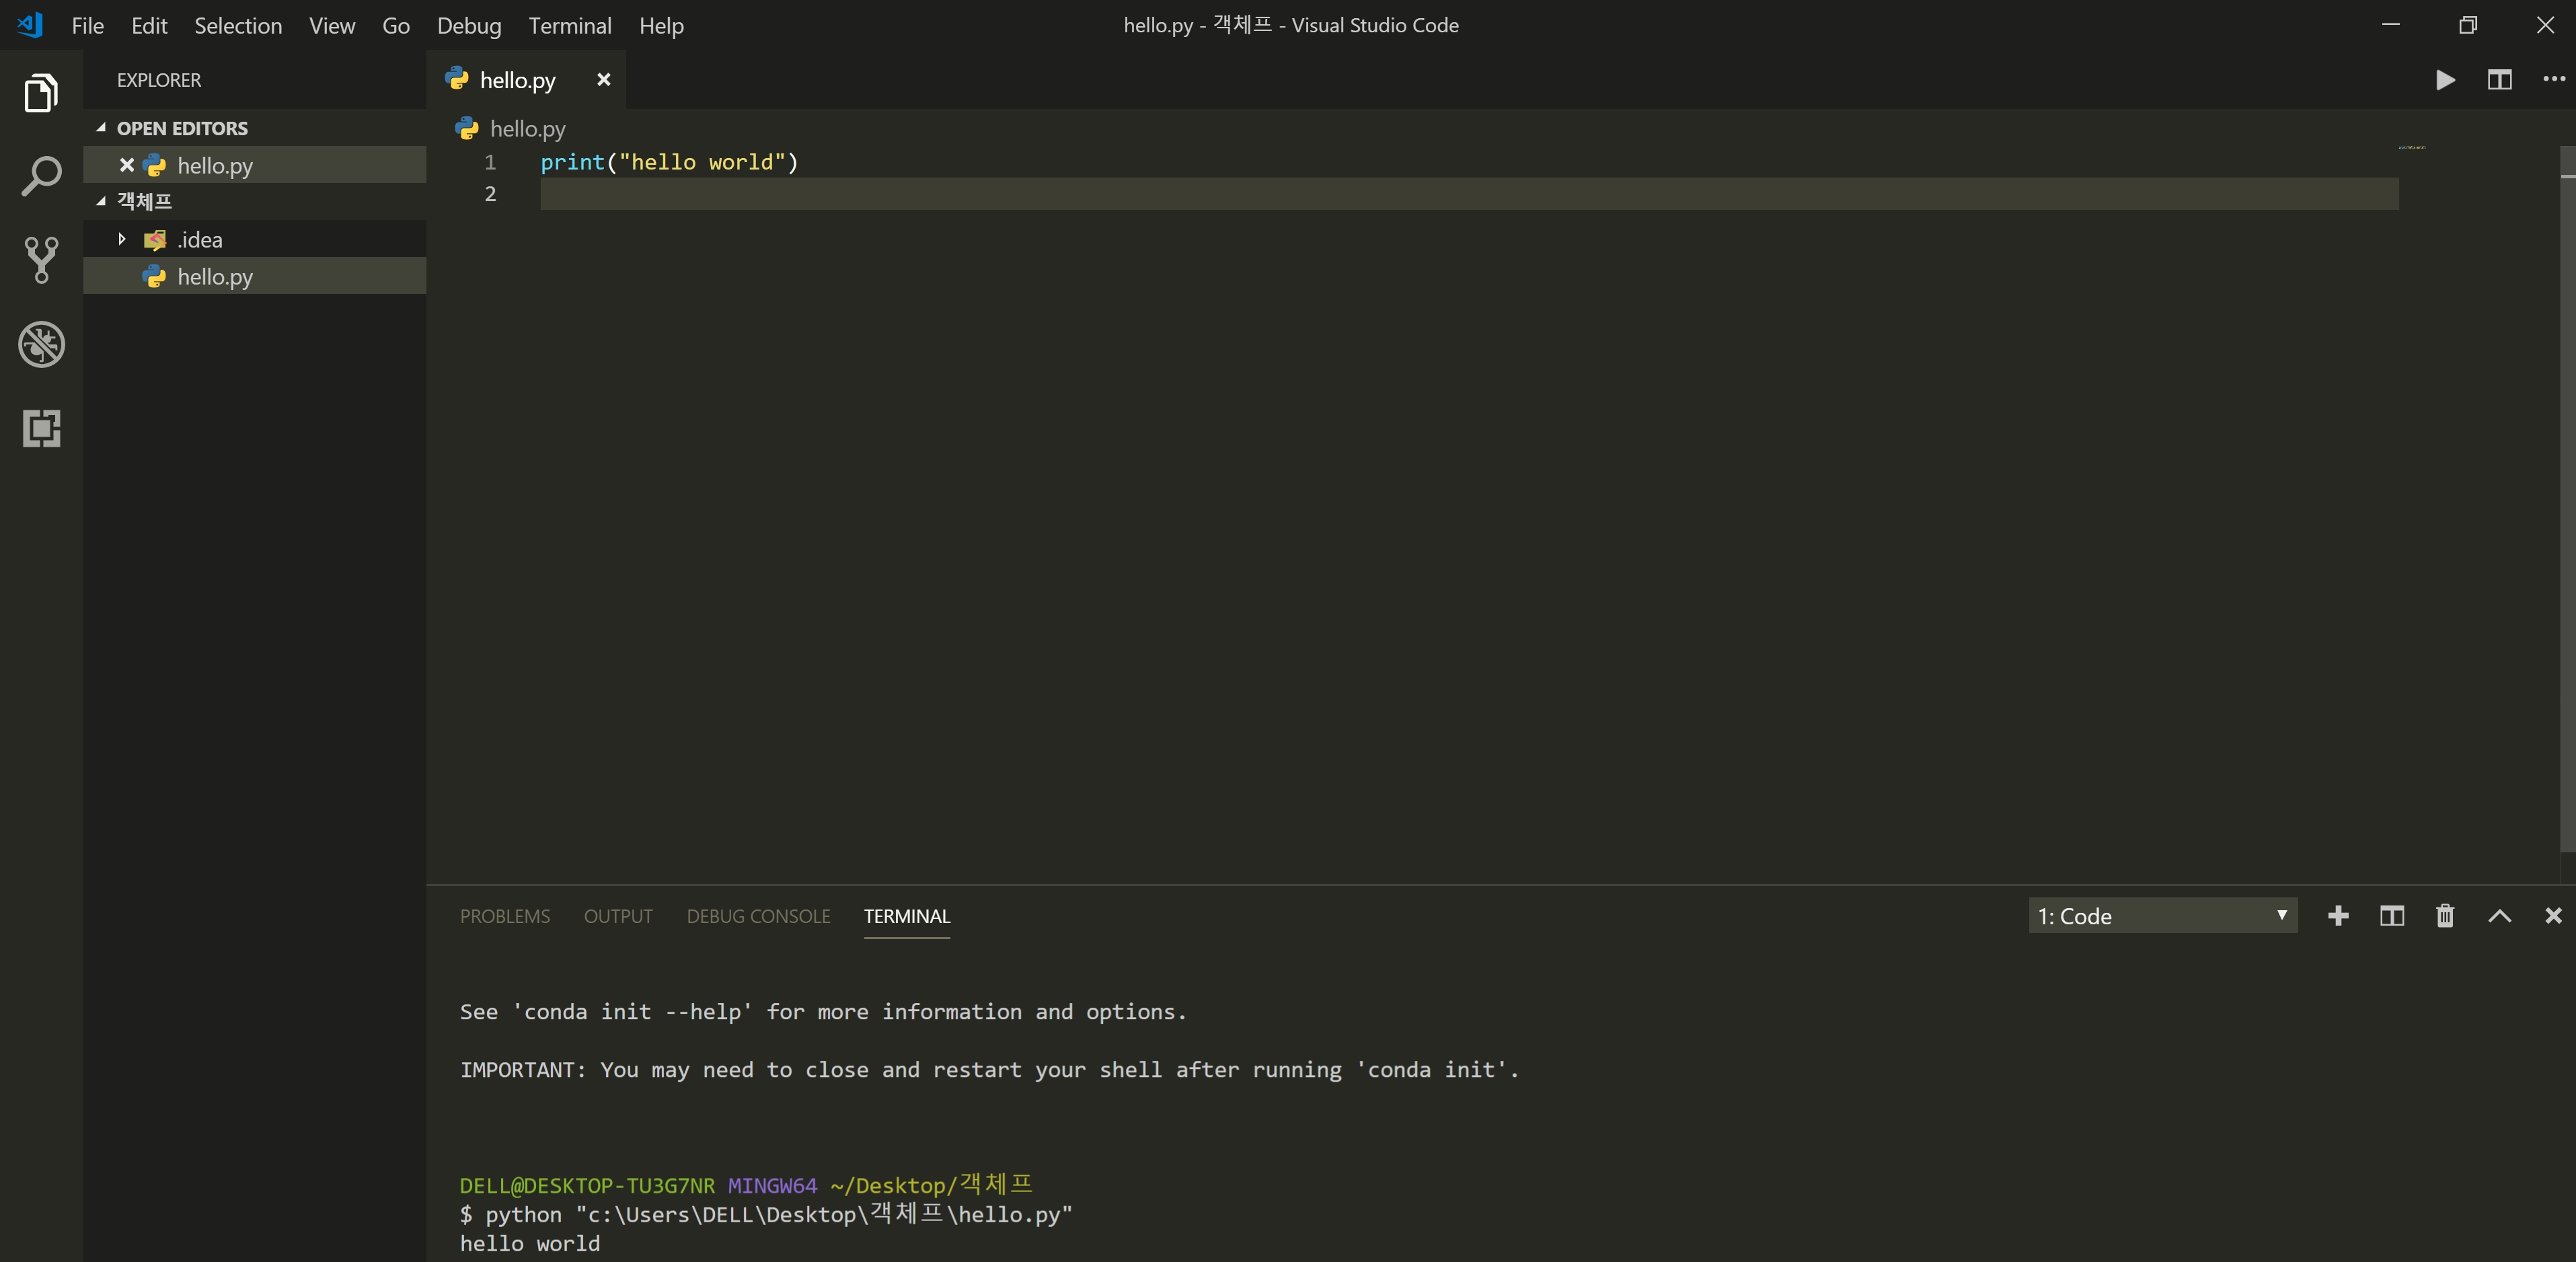 File Edit Selection View Go Debug Terminal Help
hello.py - 객체프 - Visual Studio Code
EXPLORER
OPEN EDITORS
hello.py
객체프
.idea
hello.py
hello.py
hello.py
1 print("hello world")
2
PROBLEMS OUTPUT DEBUG CONSOLE TERMINAL
1: Code
See 'conda init --help' for more information and options.
IMPORTANT: You may need to close and restart your shell after running 'conda init'.
DELL@DESKTOP-TU3G7NR MINGW64 ~/Desktop/객체프
$ python "c:\Users\DELL\Desktop\객체프\hello.py"
hello world